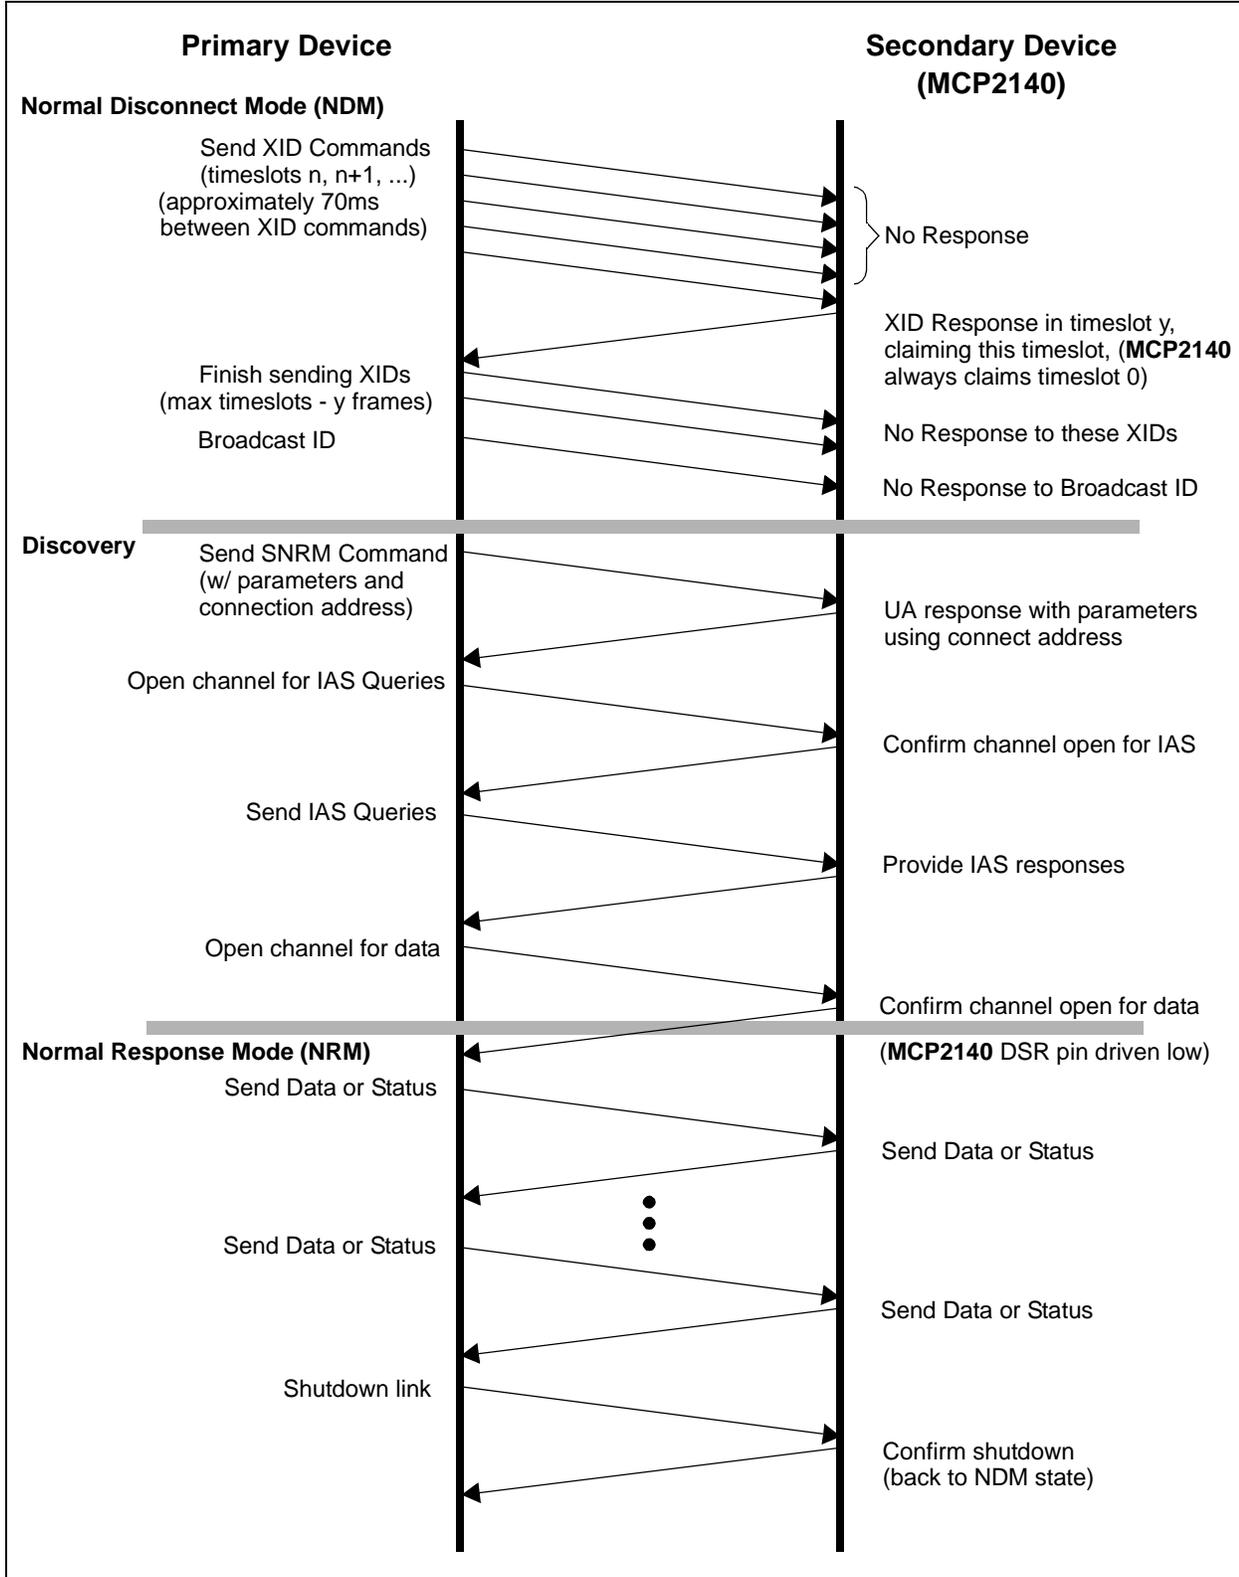 Primary Device
Secondary Device
(MCP2140)
Normal Disconnect Mode (NDM)
Send XID Commands
(timeslots n, n+1, ...)
(approximately 70ms
between XID commands)
No Response
XID Response in timeslot y,
claiming this timeslot, (MCP2140
always claims timeslot 0)
Finish sending XIDs
(max timeslots - y frames)
Broadcast ID
No Response to these XIDs
No Response to Broadcast ID
Discovery
Send SNRM Command
(w/ parameters and
connection address)
UA response with parameters
using connect address
Open channel for IAS Queries
Confirm channel open for IAS
Send IAS Queries
Provide IAS responses
Open channel for data
Confirm channel open for data
Normal Response Mode (NRM)
(MCP2140 DSR pin driven low)
Send Data or Status
Send Data or Status
Send Data or Status
Send Data or Status
Shutdown link
Confirm shutdown
(back to NDM state)